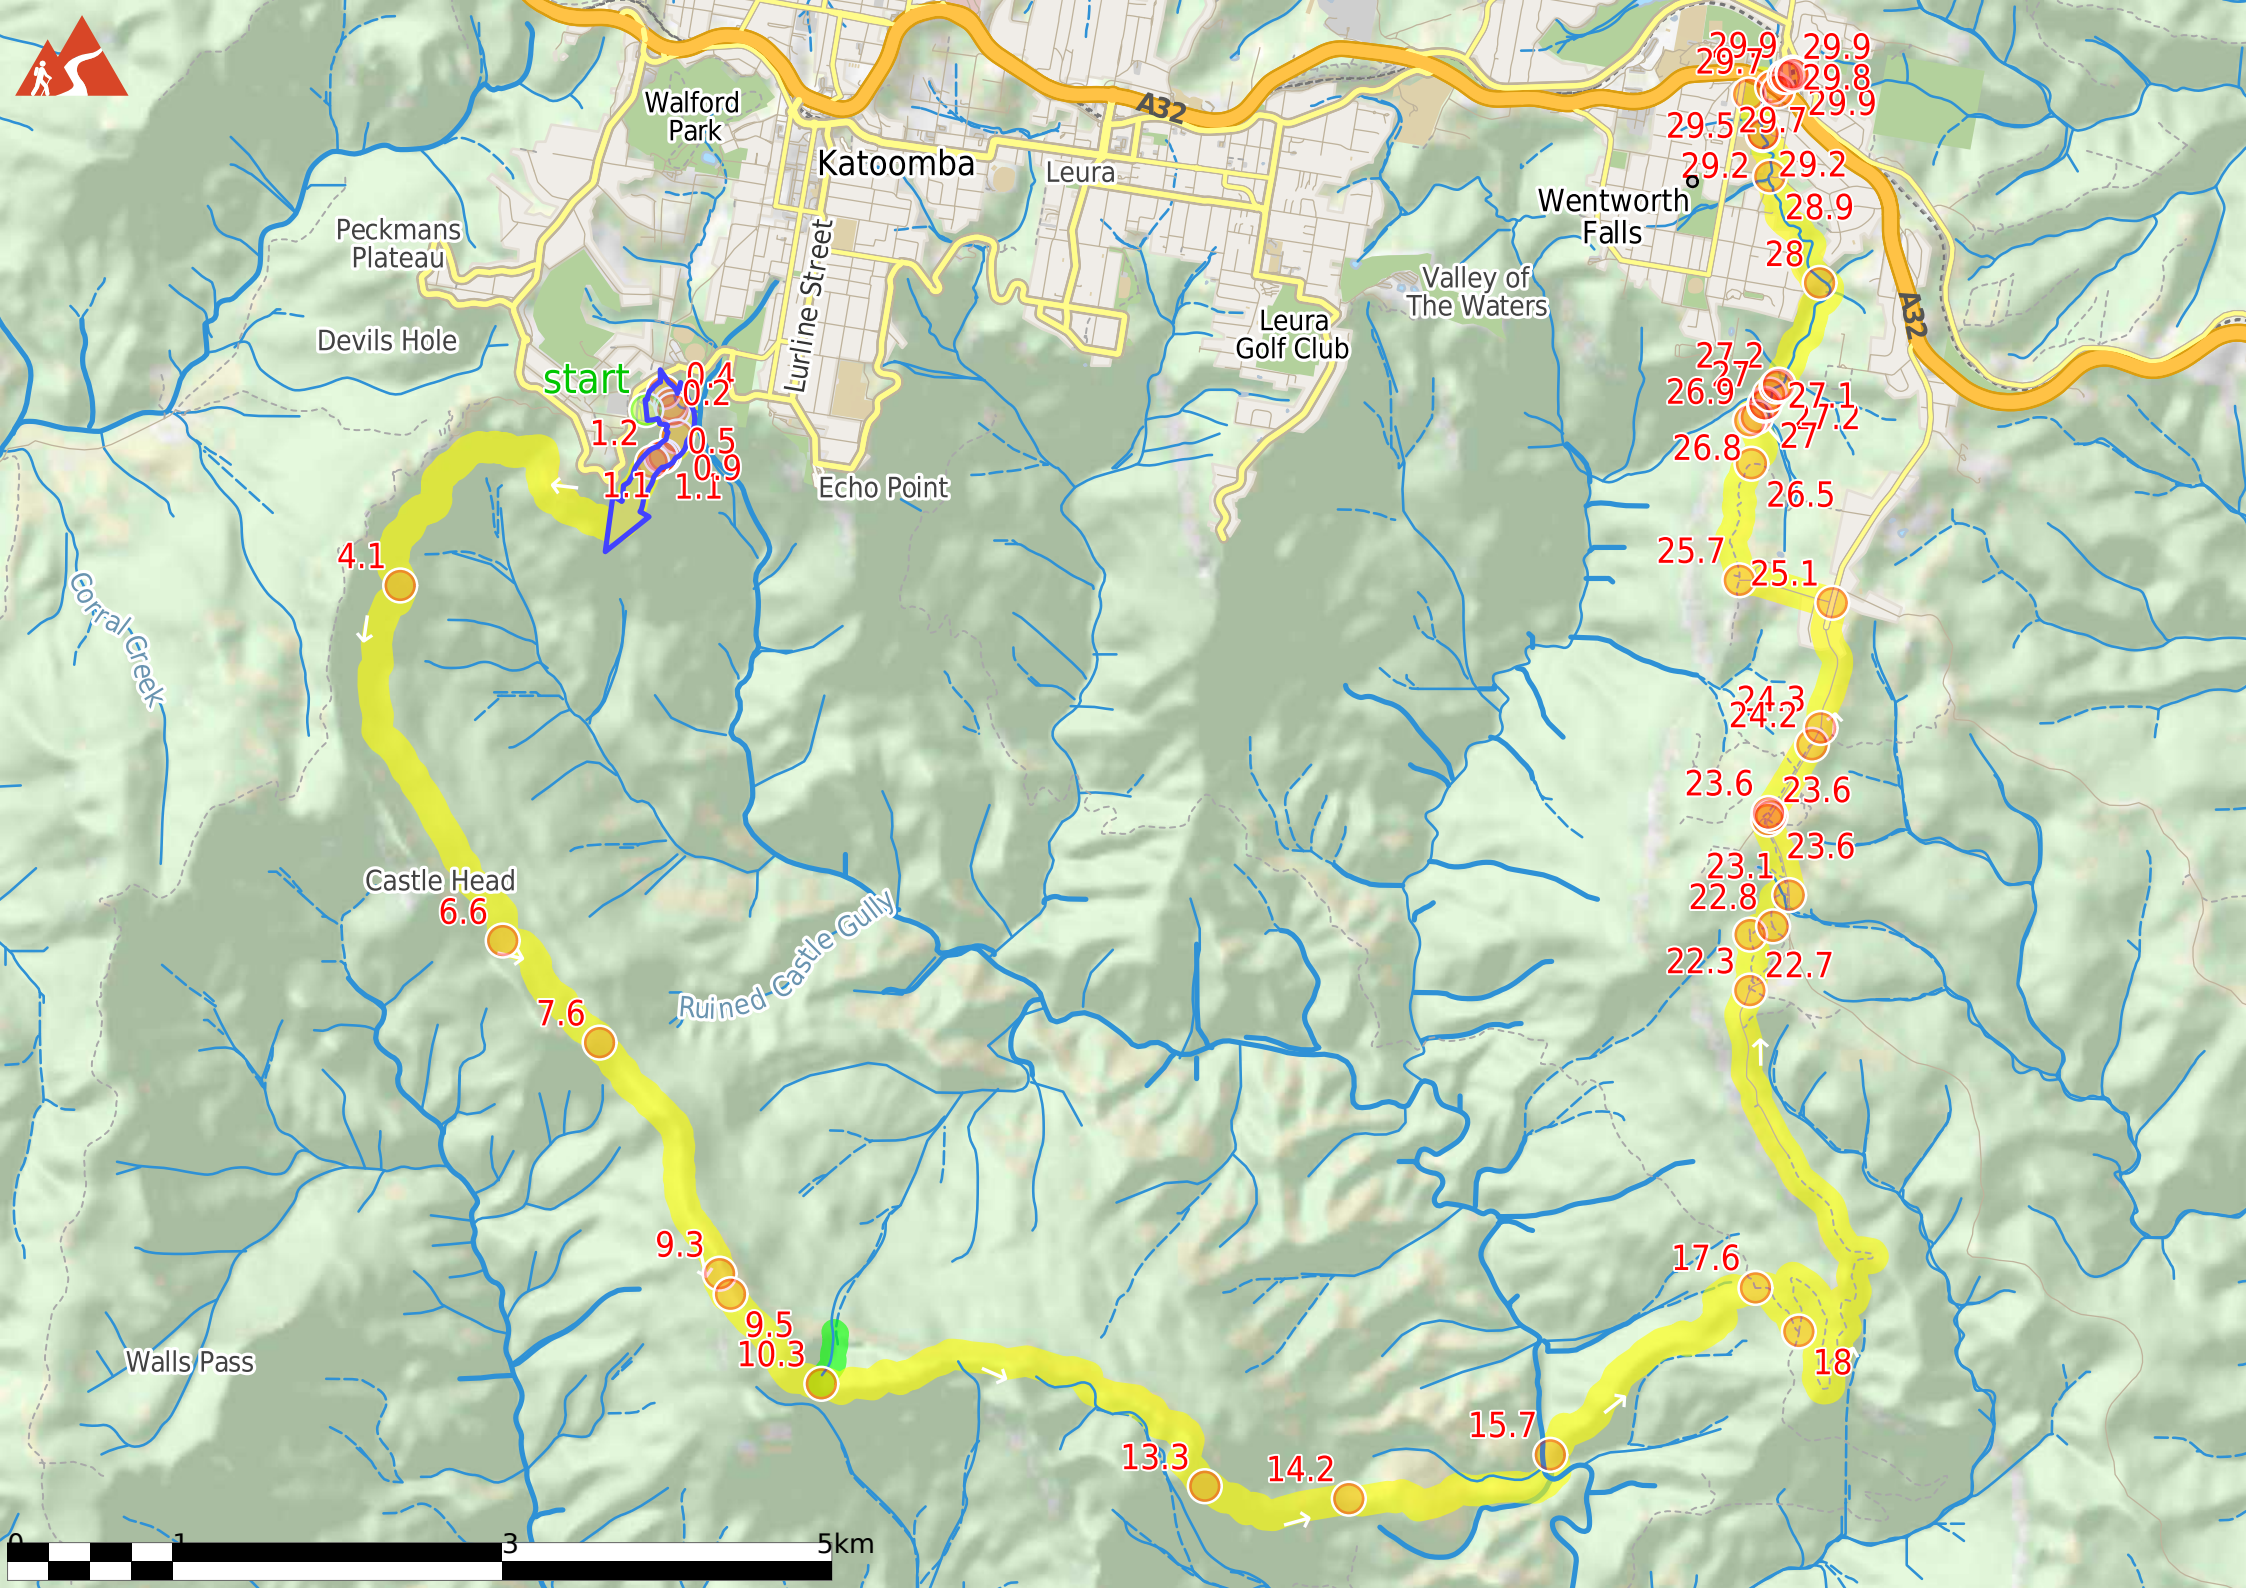 29.9
29.9
29.7
29.8
29.9
29.5
29.7
29.2
29.2
28.9
28
A32
Walford
Park
Katoomba
Leura
Wentworth
Falls
Peckmans
Plateau
Valley of
The Waters
Devils Hole
Lurline Street
Leura
Golf Club
A32
start
0.4
0.2
1.2
0.5
0.9
1.1
1.1
Echo Point
27.2
27
26.9
27.1
27.2
27
26.8
26.5
25.7
25.1
4.1
Corral Creek
24.3
24.2
23.6
23.6
23.6
23.1
22.8
22.3
22.7
Castle Head
6.6
Ruined Castle Gully
7.6
9.3
9.5
10.3
17.6
18
Walls Pass
13.3
14.2
15.7
0
1
3
5km